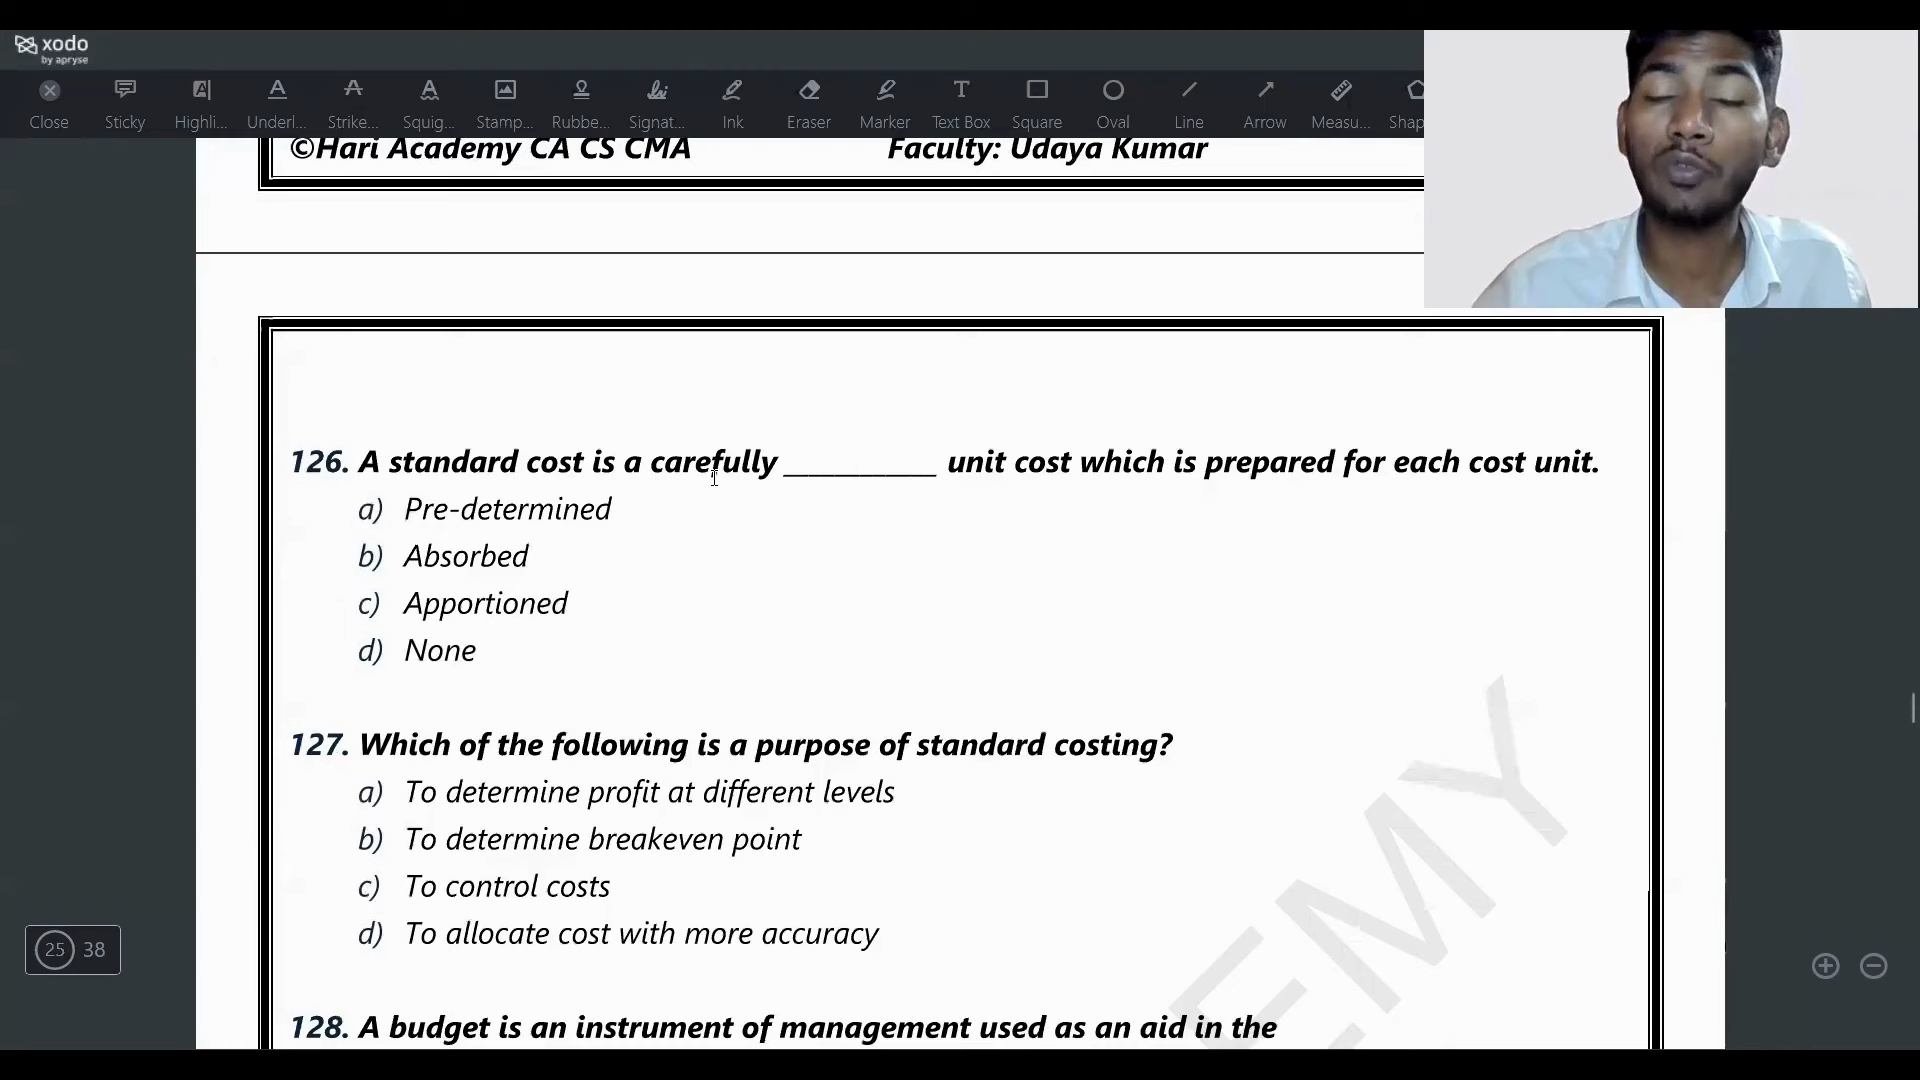 xodo
by apryse
Close Sticky Highli... Underl... Strike... Squig... Stamp... Rubbe... Signat... Ink Eraser Marker Text Box Square Oval Line Arrow Measu... Shap
©Hari Academy CA CS CMA Faculty: Udaya Kumar
126. A standard cost is a carefully __________ unit cost which is prepared for each cost unit.
a) Pre-determined
b) Absorbed
c) Apportioned
d) None
127. Which of the following is a purpose of standard costing?
a) To determine profit at different levels
b) To determine breakeven point
c) To control costs
d) To allocate cost with more accuracy
25 38
128. A budget is an instrument of management used as an aid in the
EMY